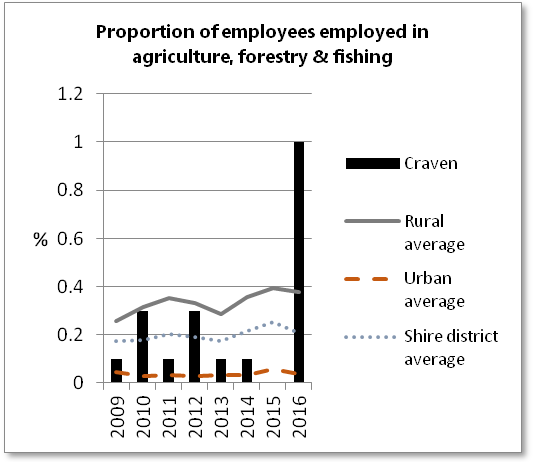 Proportion of employees employed in
agriculture, forestry & fishing
1.2
1
0.8
0.6
0.4
0.2
0
%
2009
2010
2011
2012
2013
2014
2015
2016
Craven
Rural
average
Urban
average
Shire district
average